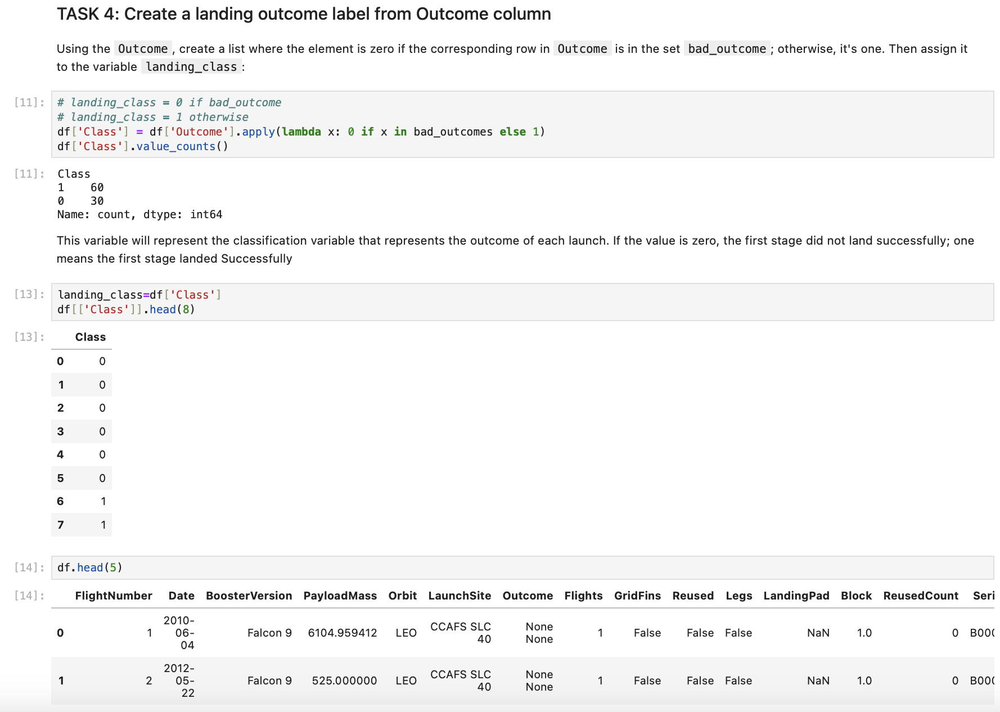 TASK 4: Create a landing outcome label from Outcome column
Using the Outcome , create a list where the element is zero if the corresponding row in Outcome is in the set bad_outcome ; otherwise, it's one. Then assign it
to the variable landing_class :
[11]: # landing_class = 0 if bad_outcome
# landing_class = 1 otherwise
df['Class'] = df['Outcome'].apply(lambda x: 0 if x in bad_outcomes else 1)
df['Class'].value_counts()
[11]: Class
1    60
0    30
Name: count, dtype: int64
This variable will represent the classification variable that represents the outcome of each launch. If the value is zero, the first stage did not land successfully; one
means the first stage landed Successfully
[13]: landing_class=df['Class']
df[['Class']].head(8)
[13]: Class
0 0
1 0
2 0
3 0
4 0
5 0
6 1
7 1
[14]: df.head(5)
[14]: FlightNumber Date BoosterVersion PayloadMass Orbit LaunchSite Outcome Flights GridFins Reused Legs LandingPad Block ReusedCount Seri
0 1 2010-06-04 Falcon 9 6104.959412 LEO CCAFS SLC 40 None None 1 False False False NaN 1.0 0 B000
1 2 2012-05-22 Falcon 9 525.000000 LEO CCAFS SLC 40 None None 1 False False False NaN 1.0 0 B000